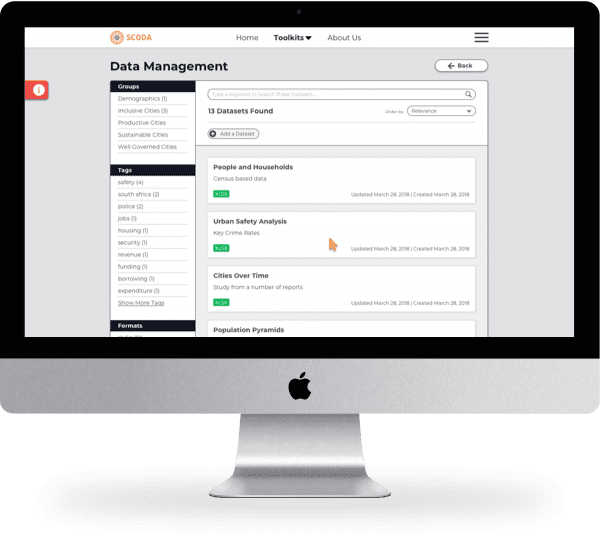 SCODA
Home Toolkits About Us
Data Management
Back
Groups
Demographics (1)
Inclusive Cities (3)
Productive Cities
Sustainable Cities
Well Governed Cities
Tags
safety (4)
south africa (2)
police (2)
jobs (1)
housing (1)
security (1)
revenue (1)
funding (1)
borrowing (1)
expenditure (1)
Show More Tags
Formats
Type a Keyword to Search These Datasets...
13 Datasets Found
Order by: Relevance
Add a Dataset
People and Households
Census based data
XLSX
Updated March 28, 2018 | Created March 28, 2018
Urban Safety Analysis
Key Crime Rates
XLSX
Updated March 28, 2018 | Created March 28, 2018
Cities Over Time
Study from a number of reports
XLSX
Updated March 28, 2018 | Created March 28, 2018
Population Pyramids